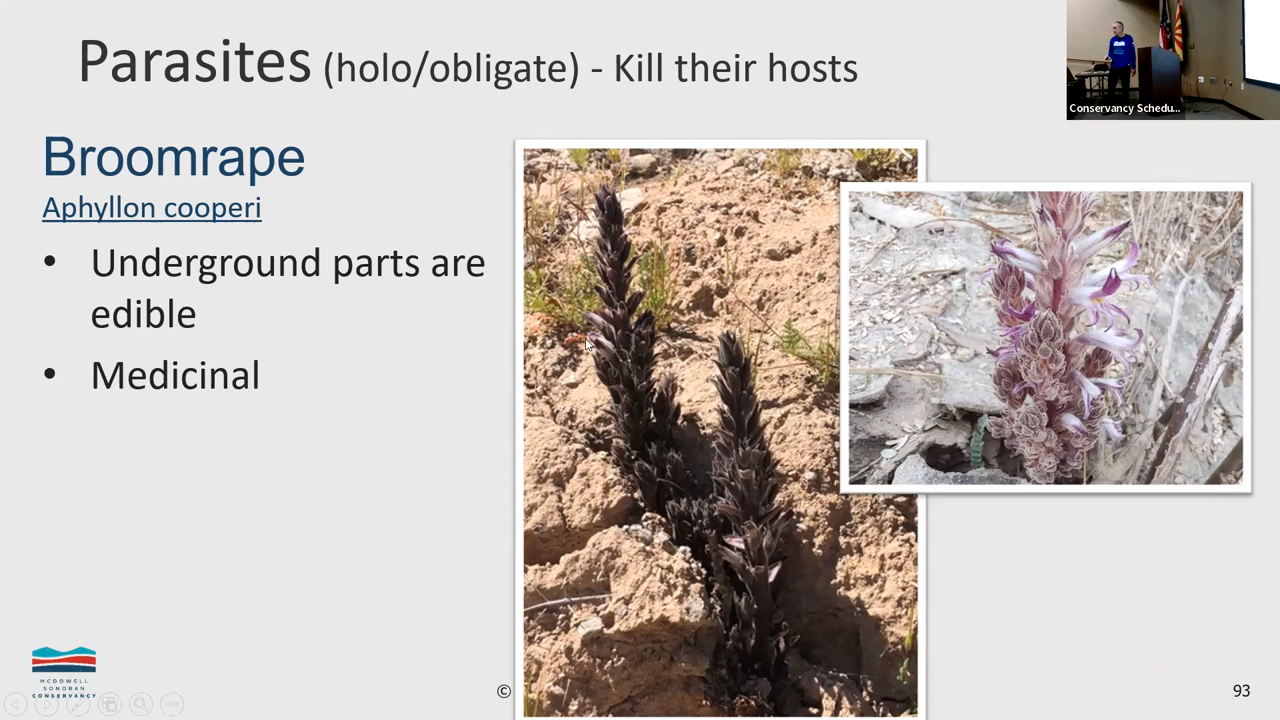 Parasites (holo/obligate) - Kill their hosts
Conservancy Schedu...
Broomrape
Aphyllon cooperi
• Underground parts are
edible
• Medicinal
MCDOWELL
SONORAN
CONSERVANCY
©
93